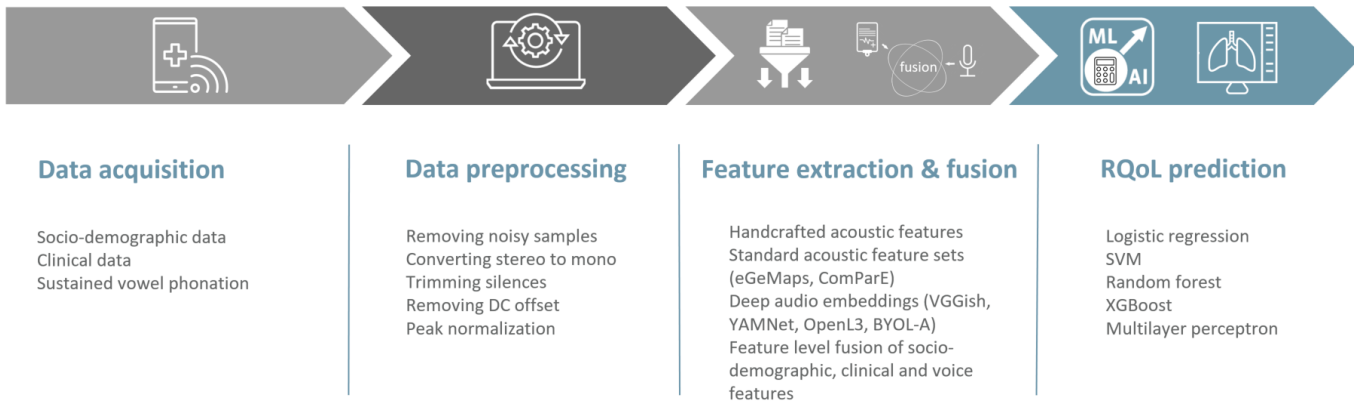 fusion
ML
AI
Data acquisition
Socio-demographic data
Clinical data
Sustained vowel phonation
Data preprocessing
Removing noisy samples
Converting stereo to mono
Trimming silences
Removing DC offset
Peak normalization
Feature extraction & fusion
Handcrafted acoustic features
Standard acoustic feature sets
(eGeMaps, ComParE)
Deep audio embeddings (VGGish,
YAMNet, OpenL3, BYOL-A)
Feature level fusion of socio-
demographic, clinical and voice
features
RQoL prediction
Logistic regression
SVM
Random forest
XGBoost
Multilayer perceptron